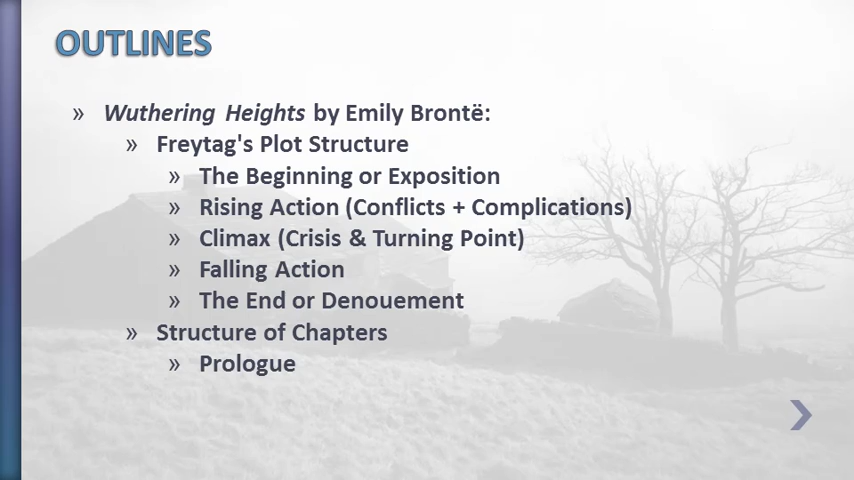 OUTLINES
» Wuthering Heights by Emily Brontë:
» Freytag's Plot Structure
» The Beginning or Exposition
» Rising Action (Conflicts + Complications)
» Climax (Crisis & Turning Point)
» Falling Action
» The End or Denouement
» Structure of Chapters
» Prologue